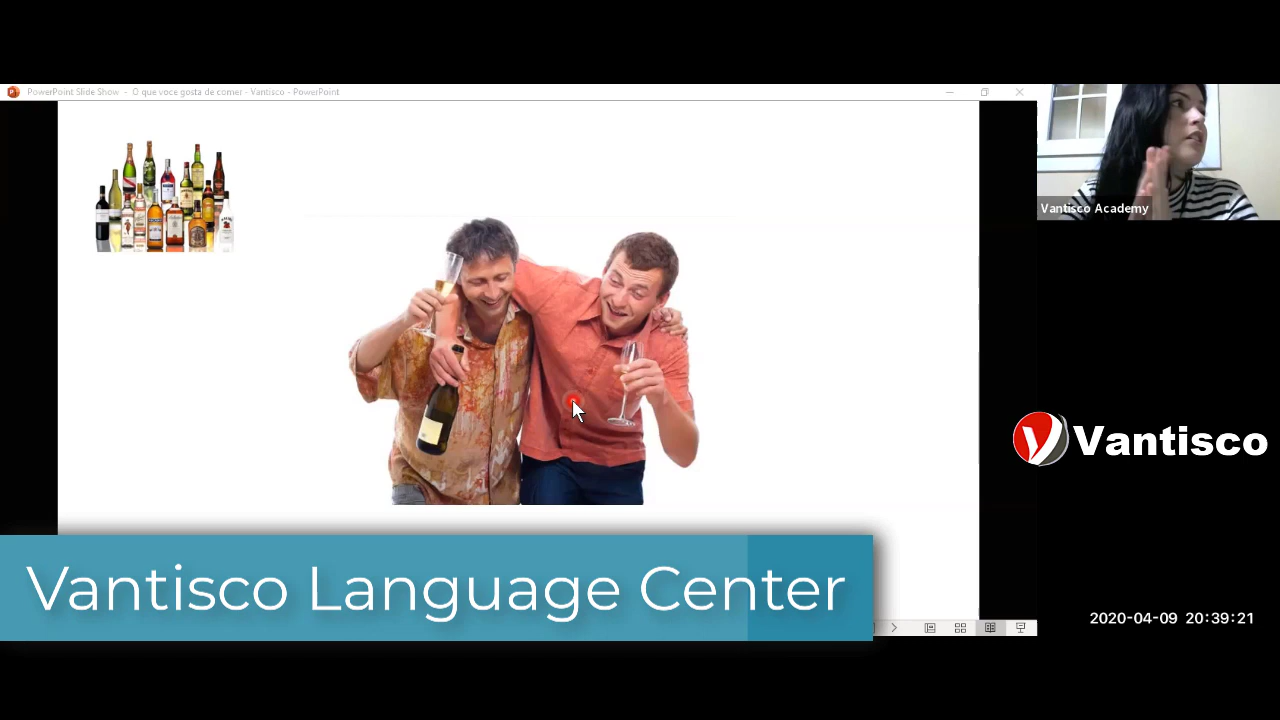 PowerPoint Slide Show - O que voce gosta de comer - Vantisco - PowerPoint
Vantisco Academy
Vantisco
Vantisco Language Center
2020-04-09 20:39:21